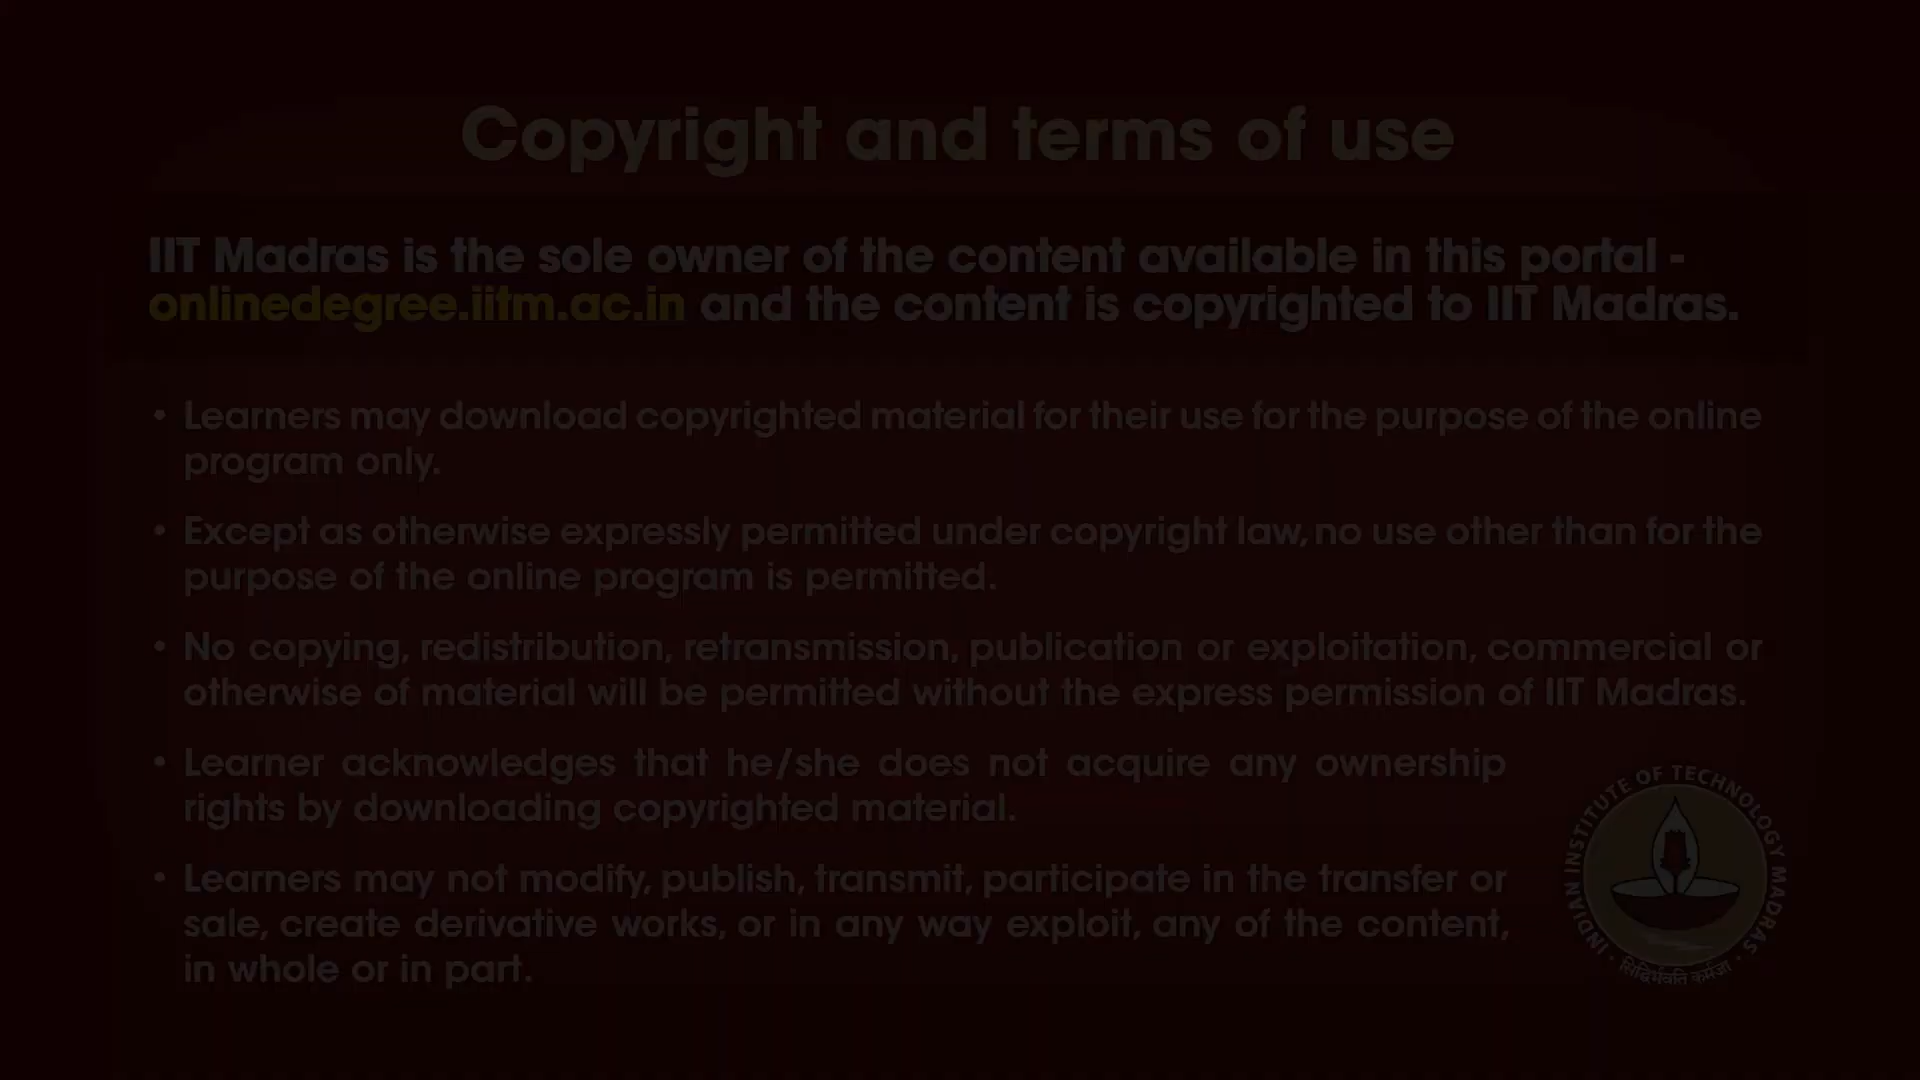 Copyright and terms of use
IIT Madras is the sole owner of the content available in this portal -
onlinedegree.iitm.ac.in and the content is copyrighted to IIT Madras.
• Learners may download copyrighted material for their use for the purpose of the online
program only.
• Except as otherwise expressly permitted under copyright law, no use other than for the
purpose of the online program is permitted.
• No copying, redistribution, retransmission, publication or exploitation, commercial or
otherwise of material will be permitted without the express permission of IIT Madras.
• Learner acknowledges that he/she does not acquire any ownership
rights by downloading copyrighted material.
• Learners may not modify, publish, transmit, participate in the transfer or
sale, create derivative works, or in any way exploit, any of the content,
in whole or in part.
INDIAN INSTITUTE OF TECHNOLOGY MADRAS
सिद्धिर्भवति कर्मजा